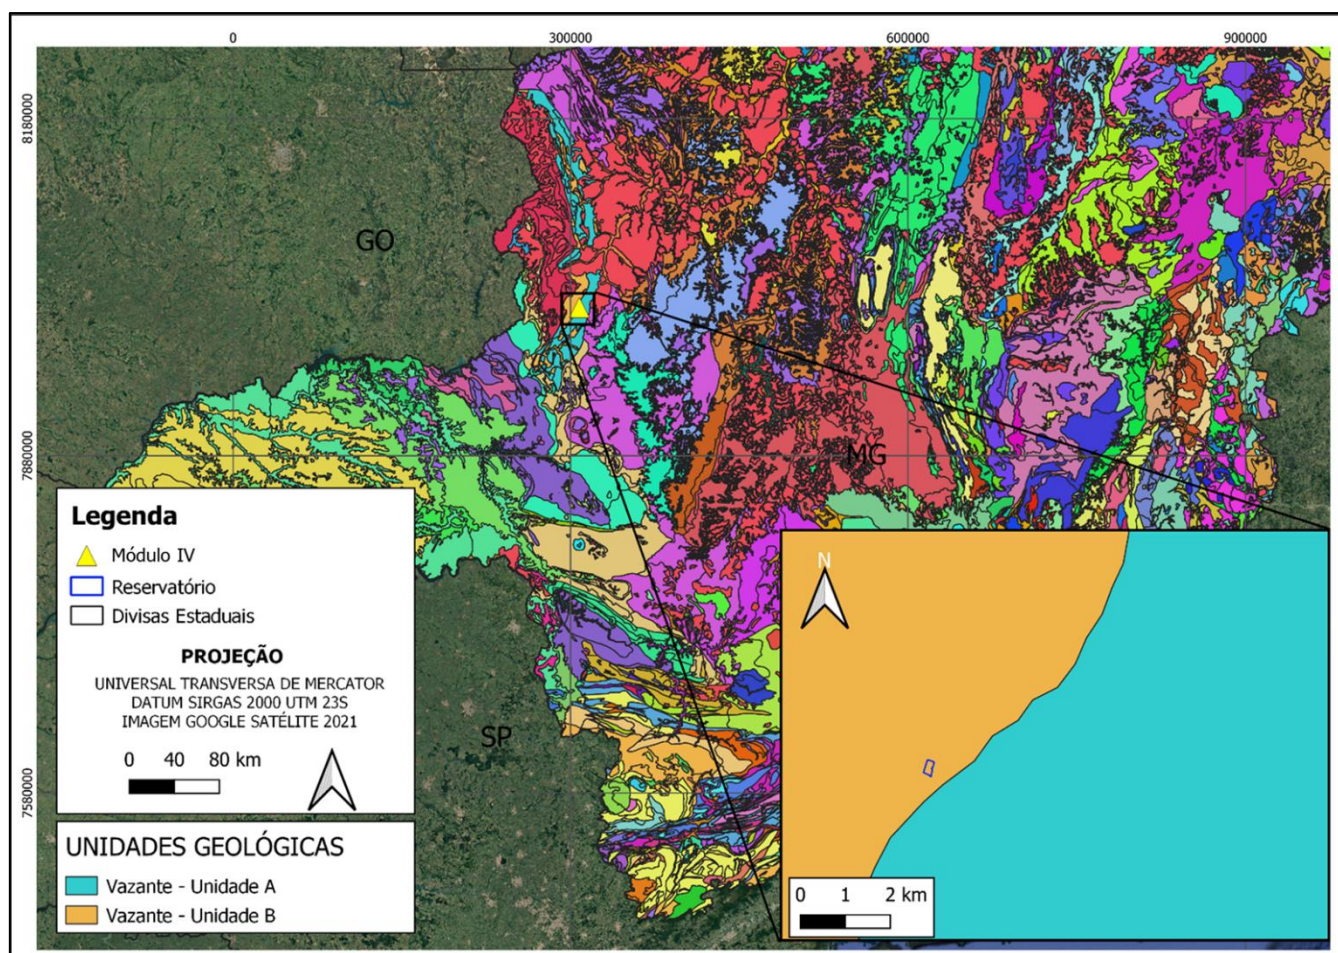 0 300000 600000 900000
8180000
GO
7880000
MG
Legenda
Módulo IV
Reservatório
Divisas Estaduais
PROJEÇÃO
UNIVERSAL TRANSVERSA DE MERCATOR
DATUM SIRGAS 2000 UTM 23S
IMAGEM GOOGLE SATÉLITE 2021
0 40 80 km
SP
7580000
UNIDADES GEOLÓGICAS
Vazante - Unidade A
Vazante - Unidade B
N
0 1 2 km